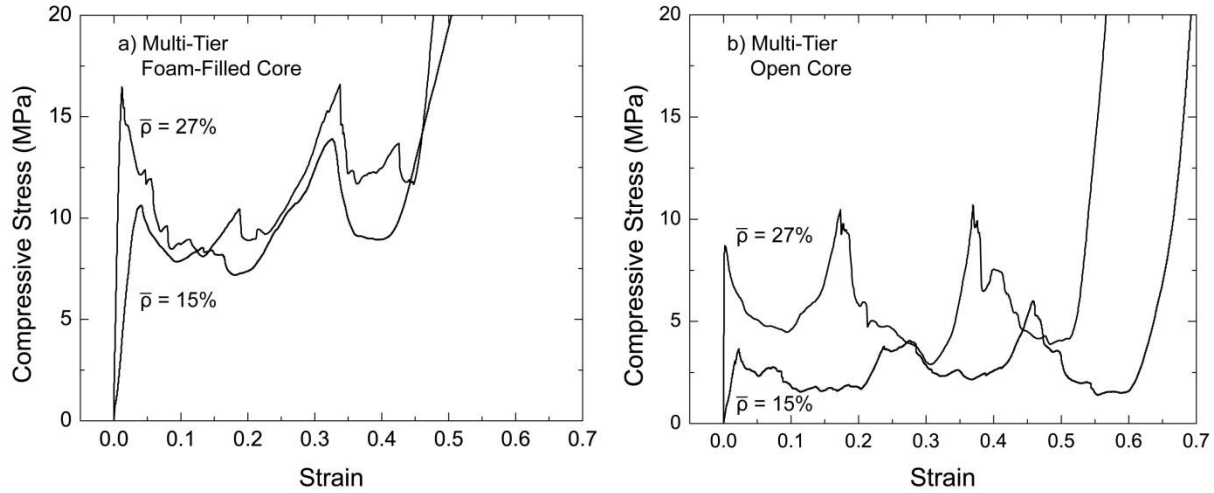 a) Multi-Tier
Foam-Filled Core
ρ̄ = 27%
ρ̄ = 15%
Compressive Stress (MPa)
20
15
10
5
0
0.0 0.1 0.2 0.3 0.4 0.5 0.6 0.7
Strain
b) Multi-Tier
Open Core
ρ̄ = 27%
ρ̄ = 15%
Compressive Stress (MPa)
20
15
10
5
0
0.0 0.1 0.2 0.3 0.4 0.5 0.6 0.7
Strain